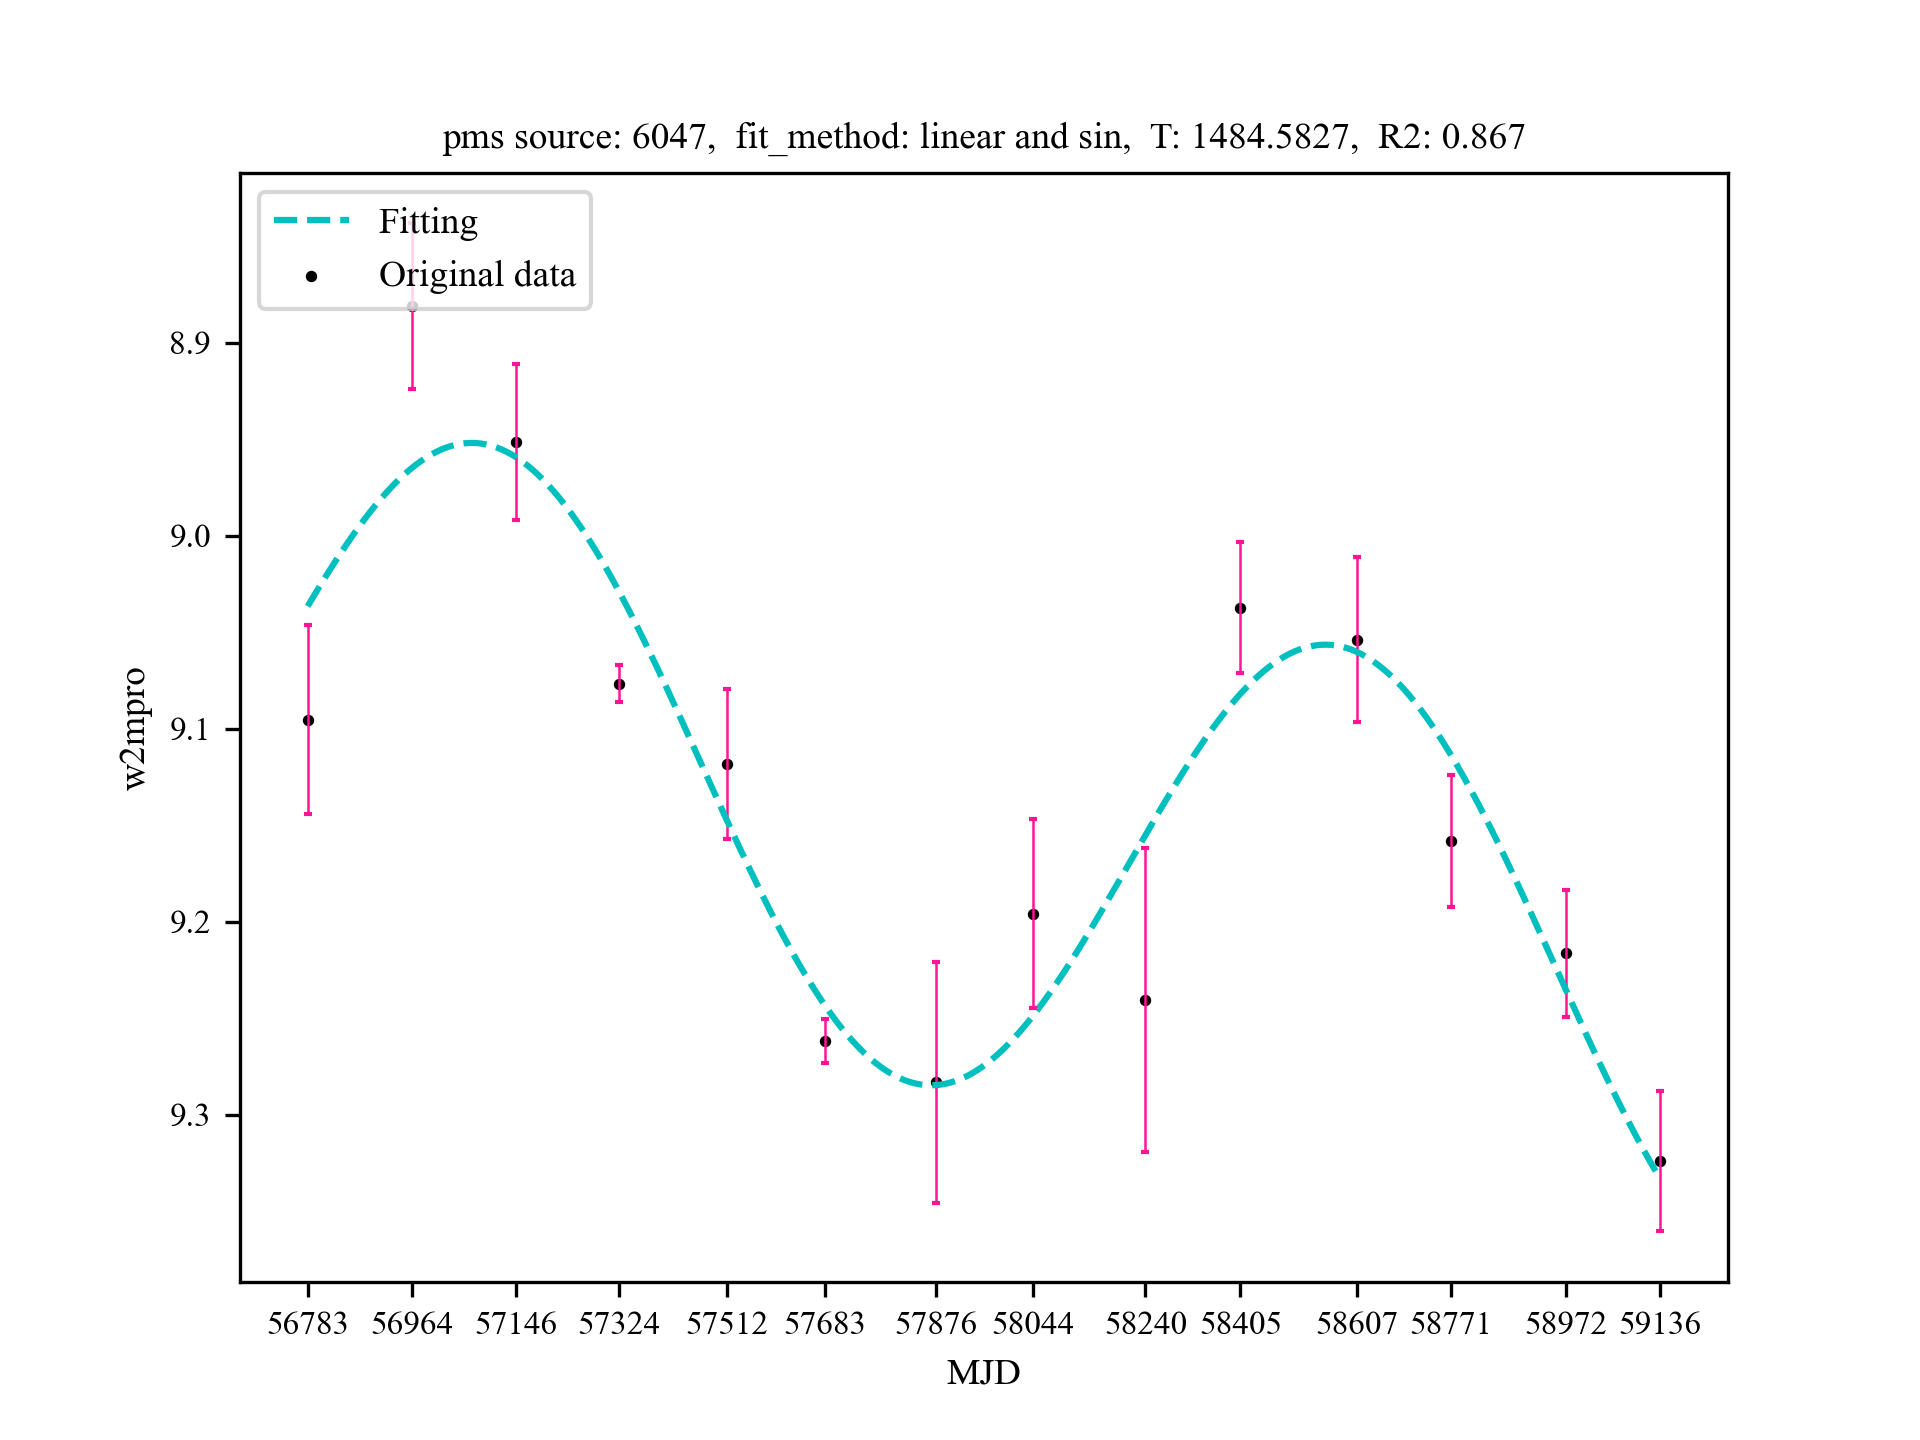 pms source: 6047,  fit_method: linear and sin,  T: 1484.5827,  R2: 0.867
Fitting
Original data
8.9
9.0
9.1
9.2
9.3
w2mpro
56783 56964 57146 57324 57512 57683 57876 58044 58240 58405 58607 58771 58972 59136
MJD